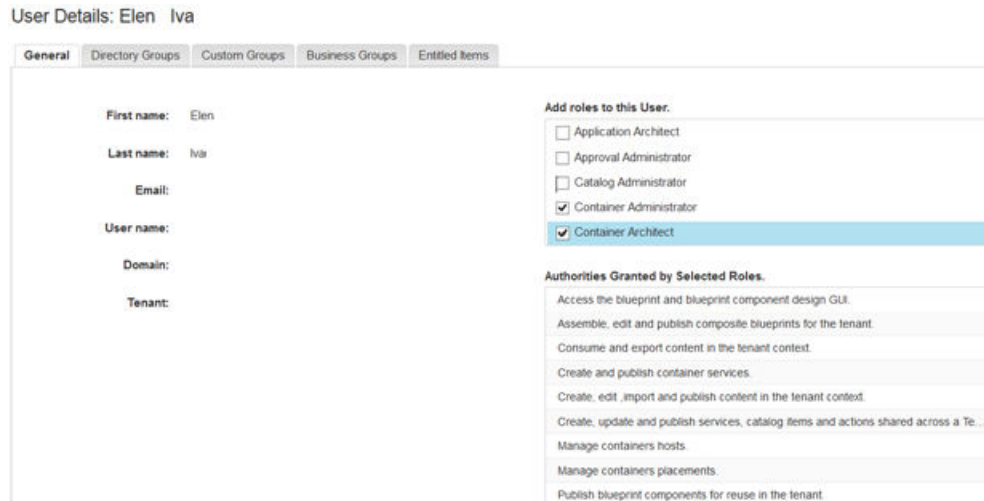 User Details: Elen Iva
General Directory Groups Custom Groups Business Groups Entitled Items
First name: Elen
Last name: Iva
Email:
User name:
Domain:
Tenant:
Add roles to this User.
Application Architect
Approval Administrator
Catalog Administrator
Container Administrator
Container Architect
Authorities Granted by Selected Roles.
Access the blueprint and blueprint component design GUI.
Assemble, edit and publish composite blueprints for the tenant.
Consume and export content in the tenant context.
Create and publish container services.
Create, edit ,import and publish content in the tenant context.
Create, update and publish services, catalog items and actions shared across a Te...
Manage containers hosts.
Manage containers placements.
Publish blueprint components for reuse in the tenant.